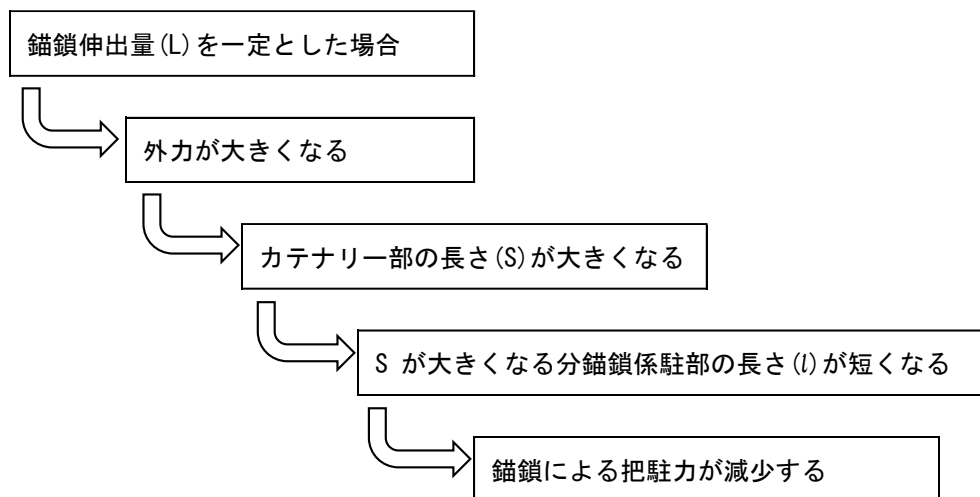 錨鎖伸出量(L)を一定とした場合
外力が大きくなる
カテナリー部の長さ(S)が大きくなる
S が大きくなる分錨鎖係駐部の長さ(l)が短くなる
錨鎖による把駐力が減少する